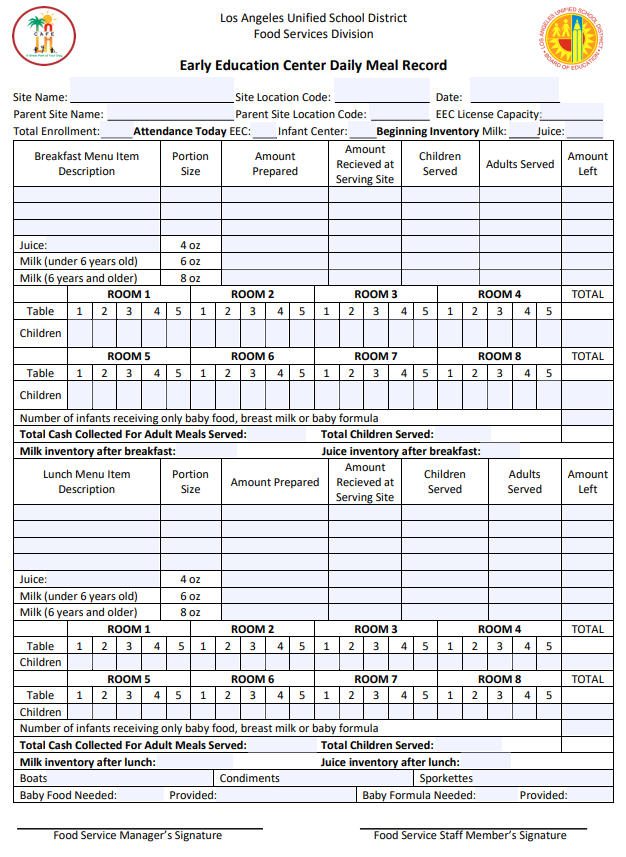 Los Angeles Unified School District
Food Services Division
CAFE
LOS ANGELES UNIFIED SCHOOL DISTRICT
BOARD OF EDUCATION
Early Education Center Daily Meal Record
Site Name: Site Location Code: Date:
Parent Site Name: Parent Site Location Code: EEC License Capacity:
Total Enrollment: Attendance Today EEC: Infant Center: Beginning Inventory Milk: Juice:
Breakfast Menu Item Description Portion Size Amount Prepared Amount Recieved at Serving Site Children Served Adults Served Amount Left
Juice: 4 oz
Milk (under 6 years old) 6 oz
Milk (6 years and older) 8 oz
ROOM 1 ROOM 2 ROOM 3 ROOM 4 TOTAL
Table 1 2 3 4 5 1 2 3 4 5 1 2 3 4 5 1 2 3 4 5
Children
ROOM 5 ROOM 6 ROOM 7 ROOM 8 TOTAL
Table 1 2 3 4 5 1 2 3 4 5 1 2 3 4 5 1 2 3 4 5
Children
Number of infants receiving only baby food, breast milk or baby formula
Total Cash Collected For Adult Meals Served: Total Children Served:
Milk inventory after breakfast: Juice inventory after breakfast:
Lunch Menu Item Description Portion Size Amount Prepared Amount Recieved at Serving Site Children Served Adults Served Amount Left
Juice: 4 oz
Milk (under 6 years old) 6 oz
Milk (6 years and older) 8 oz
ROOM 1 ROOM 2 ROOM 3 ROOM 4 TOTAL
Table 1 2 3 4 5 1 2 3 4 5 1 2 3 4 5 1 2 3 4 5
Children
ROOM 5 ROOM 6 ROOM 7 ROOM 8 TOTAL
Table 1 2 3 4 5 1 2 3 4 5 1 2 3 4 5 1 2 3 4 5
Children
Number of infants receiving only baby food, breast milk or baby formula
Total Cash Collected For Adult Meals Served: Total Children Served:
Milk inventory after lunch: Juice inventory after lunch:
Boats Condiments Sporkettes
Baby Food Needed: Provided: Baby Formula Needed: Provided:
Food Service Manager's Signature Food Service Staff Member's Signature